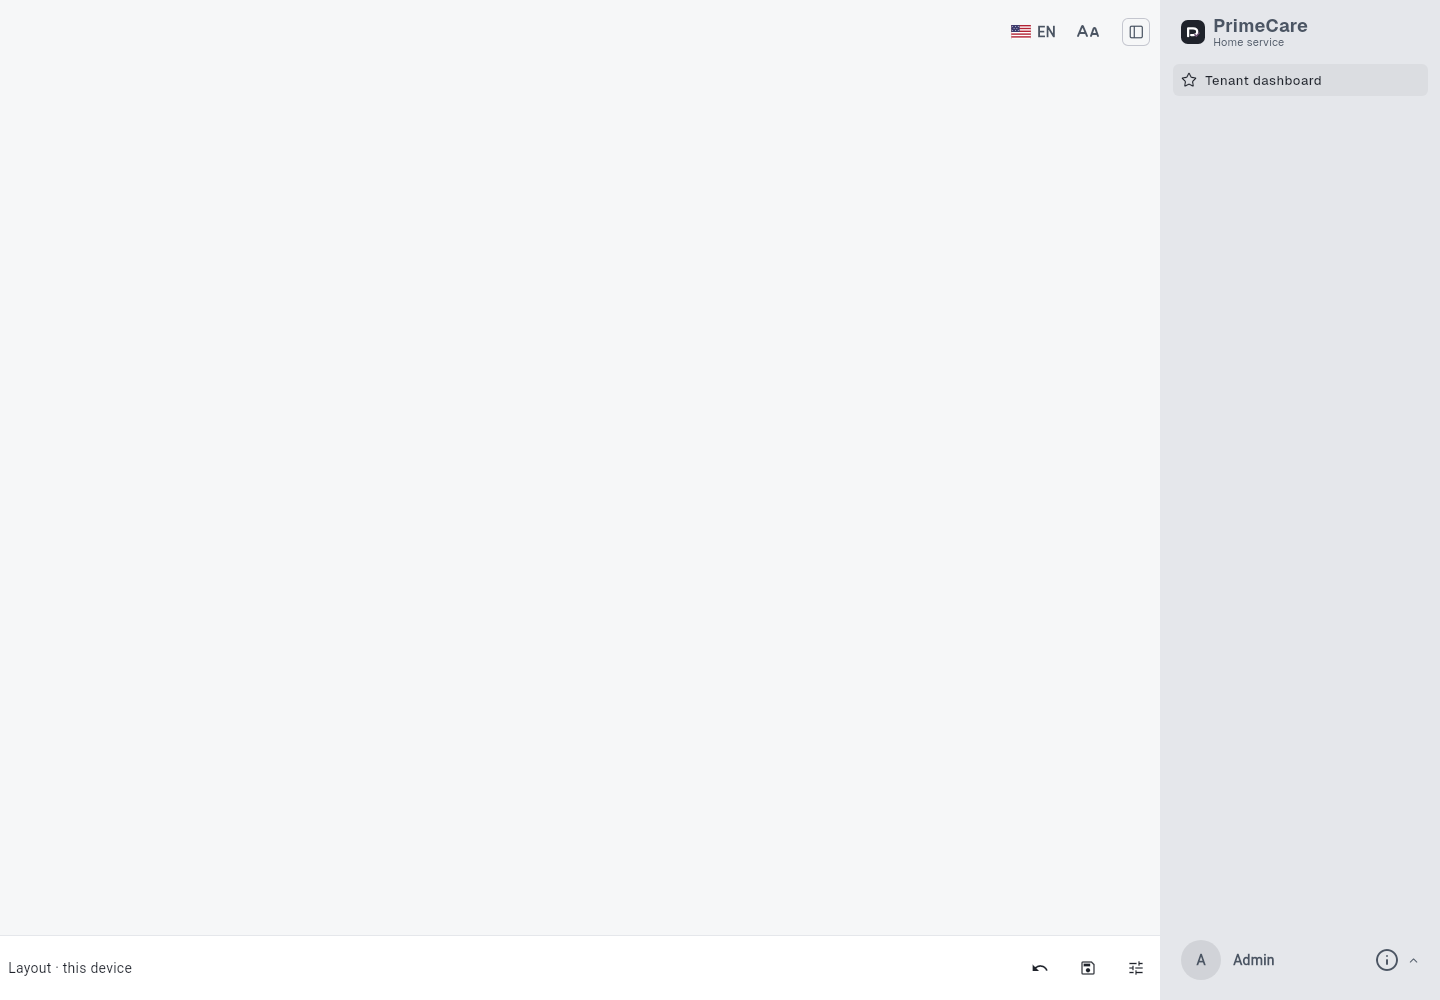 EN
AA
PrimeCare
Home service
Tenant dashboard
Layout · this device
A
Admin